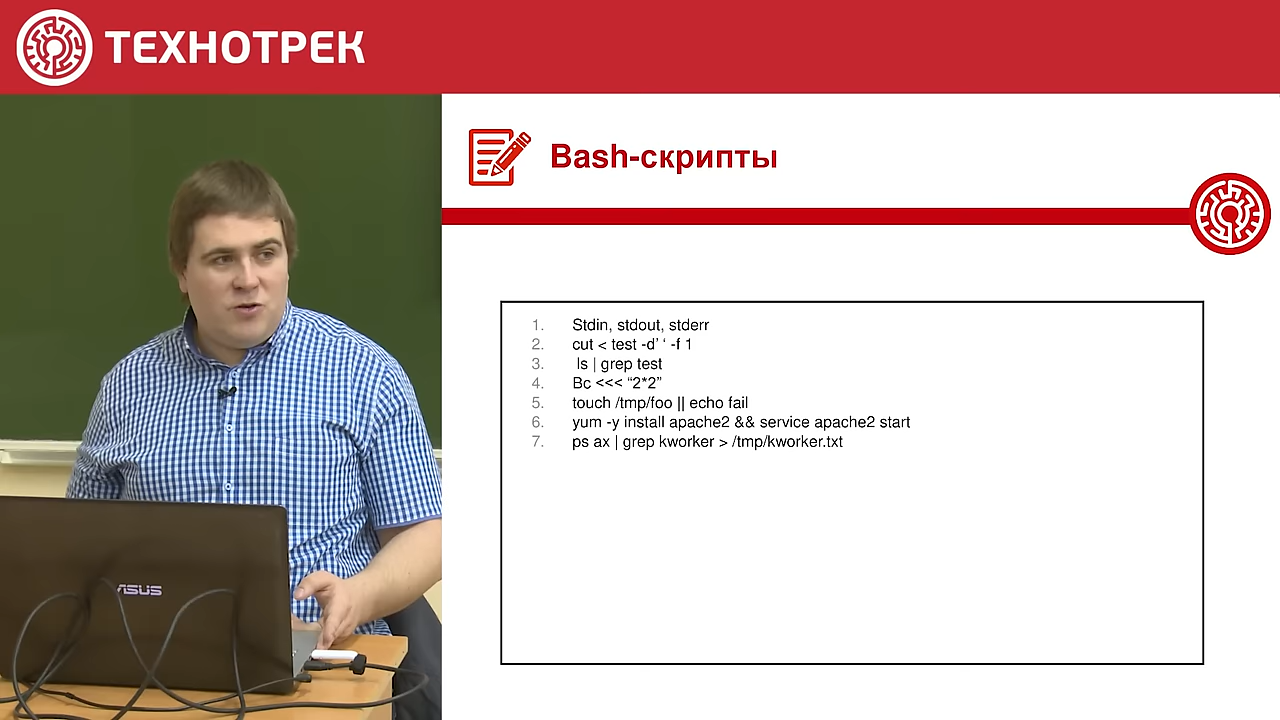 ТЕХНОТРЕК
Bash-скрипты
1. Stdin, stdout, stderr
2. cut < test -d’ ‘ -f 1
3. ls | grep test
4. Bc <<< “2*2”
5. touch /tmp/foo || echo fail
6. yum -y install apache2 && service apache2 start
7. ps ax | grep kworker > /tmp/kworker.txt
ASUS